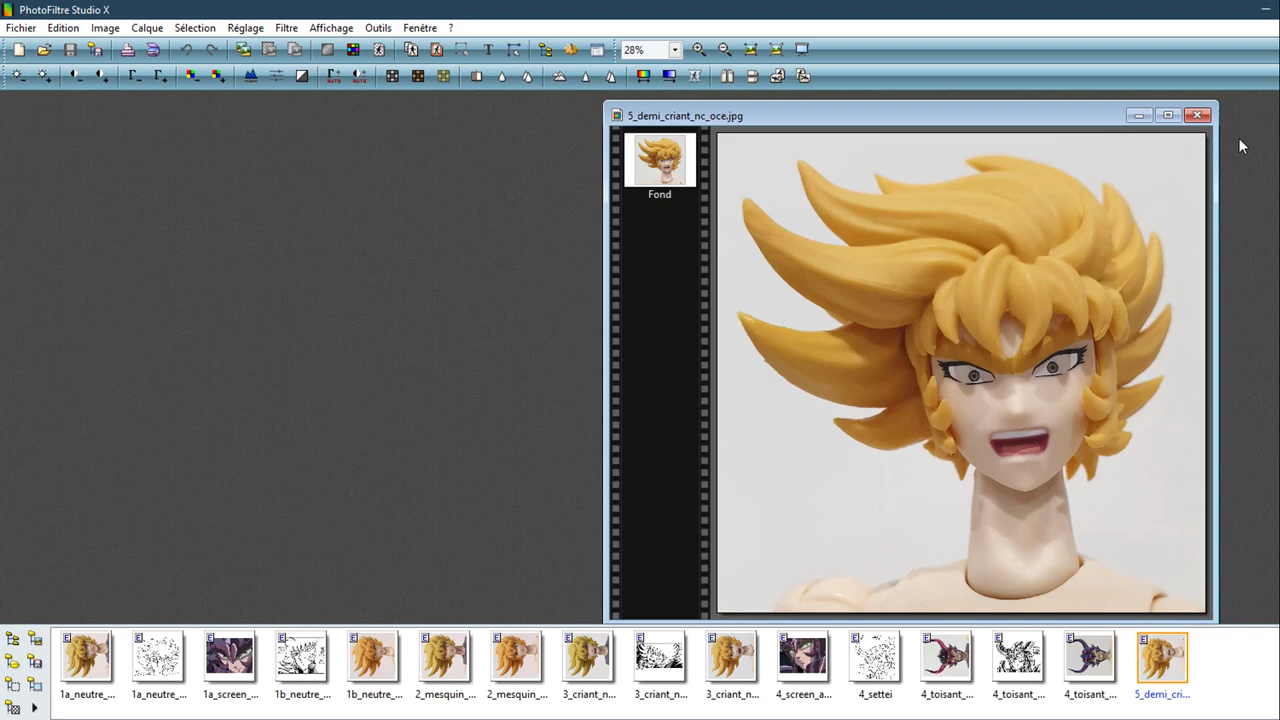 PhotoFiltre Studio X
Fichier Edition Image Calque Sélection Réglage Filtre Affichage Outils Fenêtre ?
28%
5_demi_criant_nc_oce.jpg
Fond
1a_neutre_... 1a_neutre_... 1a_screen_... 1b_neutre_... 1b_neutre_... 2_mesquin_... 2_mesquin_... 3_criant_n... 3_criant_n... 3_criant_n... 4_screen_a... 4_settei 4_toisant_... 4_toisant_... 4_toisant_... 5_demi_cri...